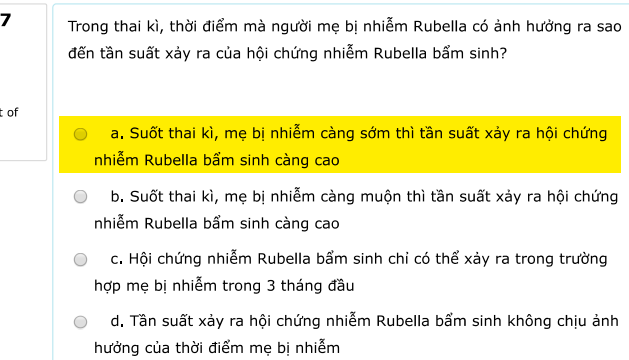 7
Trong thai kì, thời điểm mà người mẹ bị nhiễm Rubella có ảnh hưởng ra sao
đến tần suất xảy ra của hội chứng nhiễm Rubella bẩm sinh?
t of
a. Suốt thai kì, mẹ bị nhiễm càng sớm thì tần suất xảy ra hội chứng
nhiễm Rubella bẩm sinh càng cao
b. Suốt thai kì, mẹ bị nhiễm càng muộn thì tần suất xảy ra hội chứng
nhiễm Rubella bẩm sinh càng cao
c. Hội chứng nhiễm Rubella bẩm sinh chỉ có thể xảy ra trong trường
hợp mẹ bị nhiễm trong 3 tháng đầu
d. Tần suất xảy ra hội chứng nhiễm Rubella bẩm sinh không chịu ảnh
hưởng của thời điểm mẹ bị nhiễm